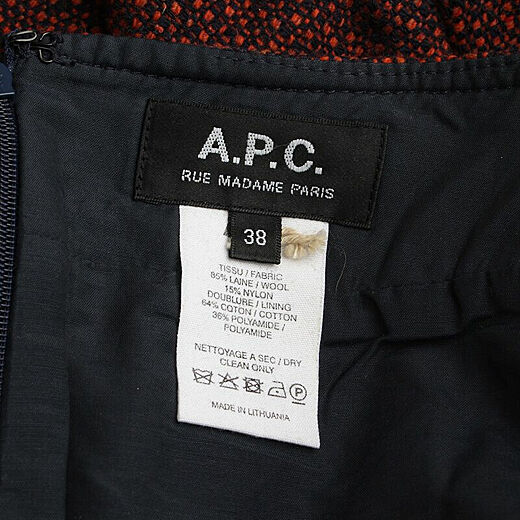 A.P.C.
RUE MADAME PARIS
38
TISSU / FABRIC
85% LAINE / WOOL
15% NYLON
DOUBLURE / LINING
64% COTON / COTTON
36% POLYAMIDE /
POLYAMIDE
NETTOYAGE A SEC / DRY
CLEAN ONLY
P
MADE IN LITHUANIA